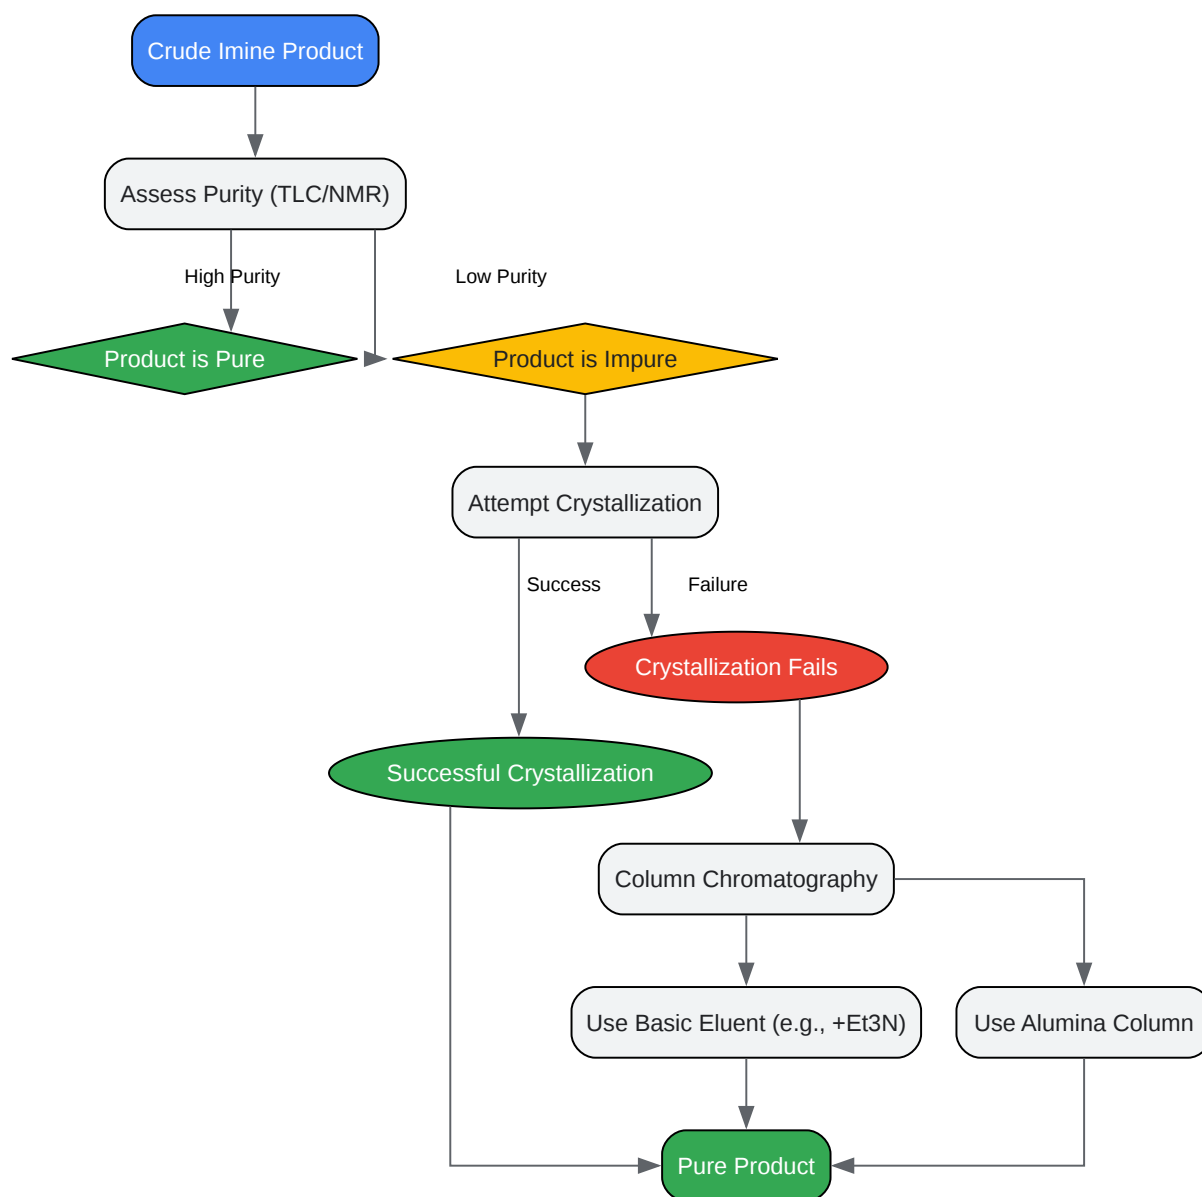 Crude Imine Product
Assess Purity (TLC/NMR)
High Purity
Low Purity
Product is Pure
Product is Impure
Attempt Crystallization
Success
Failure
Crystallization Fails
Successful Crystallization
Column Chromatography
Use Basic Eluent (e.g., +Et3N)
Use Alumina Column
Pure Product